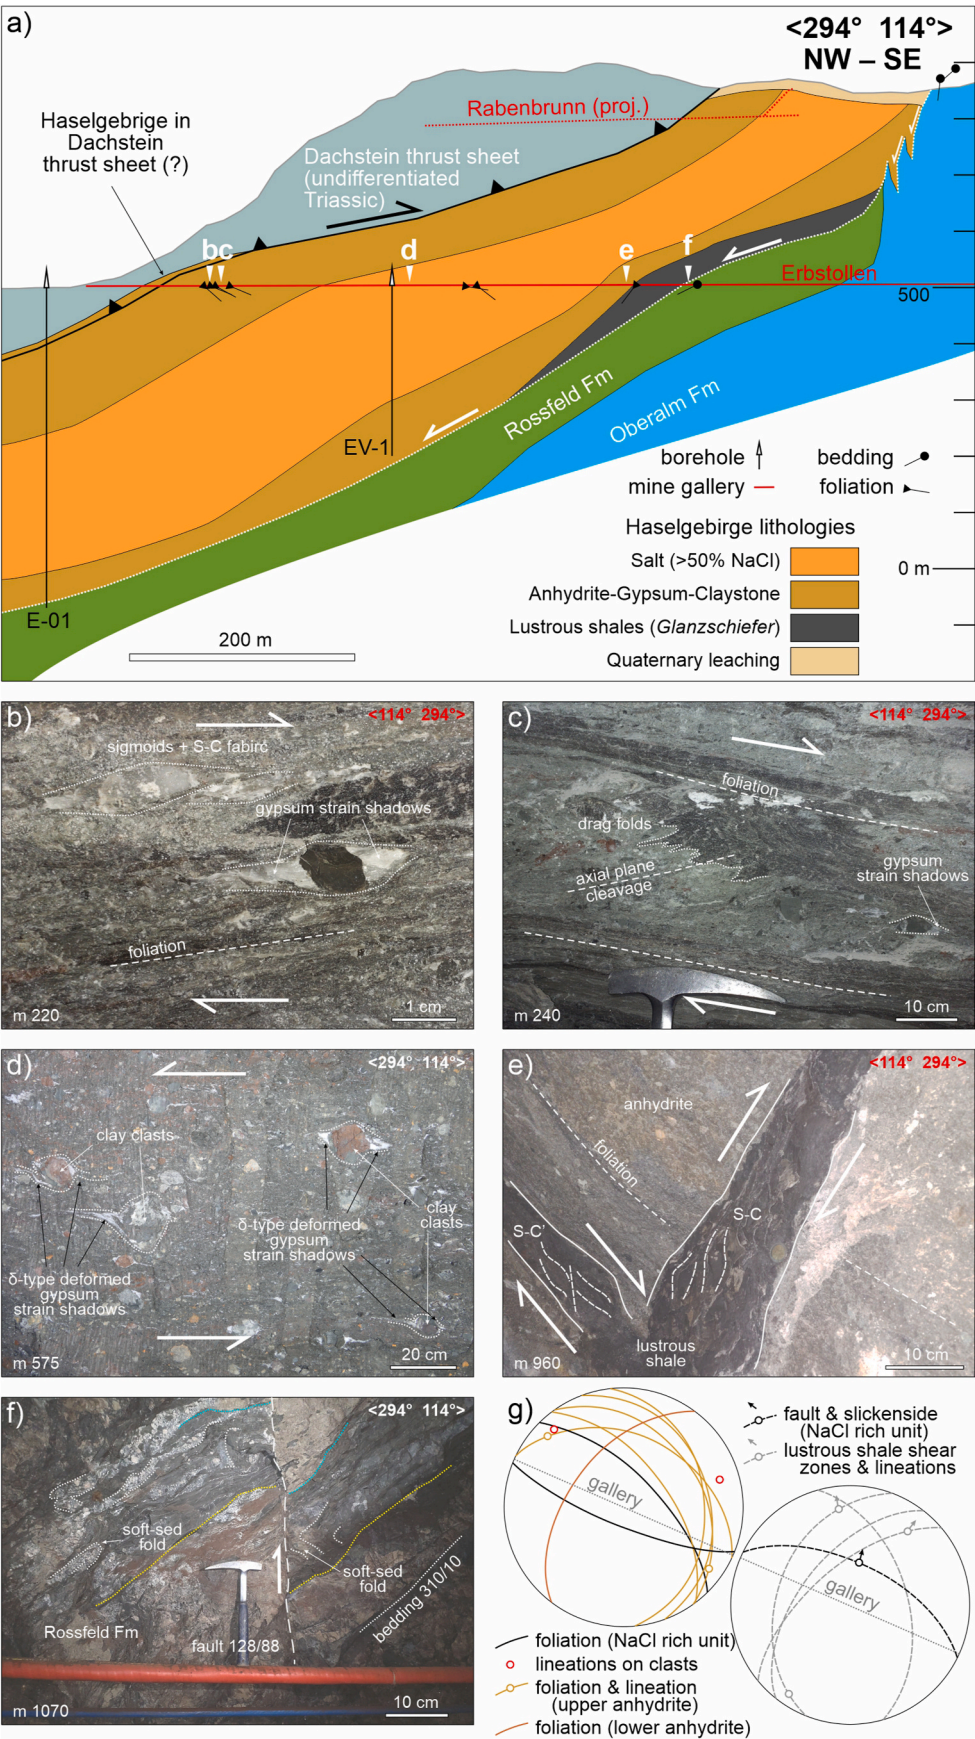 a)
<294°  114°>
NW – SE
Rabenbrunn (proj.)
Haselgebrige in
Dachstein
thrust sheet (?)
Dachstein thrust sheet
(undifferentiated
Triassic)
b
c
d
e
f
Erbstollen
500
Rossfeld Fm
Oberalm Fm
EV-1
borehole
bedding
mine gallery
foliation
Haselgebirge lithologies
Salt (>50% NaCl)
0 m
Anhydrite-Gypsum-Claystone
E-01
Lustrous shales (Glanzschiefer)
200 m
Quaternary leaching
b)
<114°  294°>
sigmoids + S-C fabirc
gypsum strain shadows
foliation
m 220
1 cm
c)
<114°  294°>
foliation
drag folds
axial plane
cleavage
gypsum
strain shadows
m 240
10 cm
d)
<294°  114°>
clay clasts
clay
clasts
δ-type deformed
gypsum
strain shadows
δ-type deformed
gypsum
strain shadows
m 575
20 cm
e)
<114°  294°>
anhydrite
foliation
S-C'
S-C
lustrous
shale
m 960
10 cm
f)
<294°  114°>
soft-sed
fold
soft-sed
fold
bedding 310/10
Rossfeld Fm
fault 128/88
m 1070
10 cm
g)
fault & slickenside
(NaCl rich unit)
lustrous shale shear
zones & lineations
gallery
gallery
foliation (NaCl rich unit)
lineations on clasts
foliation & lineation
(upper anhydrite)
foliation (lower anhydrite)